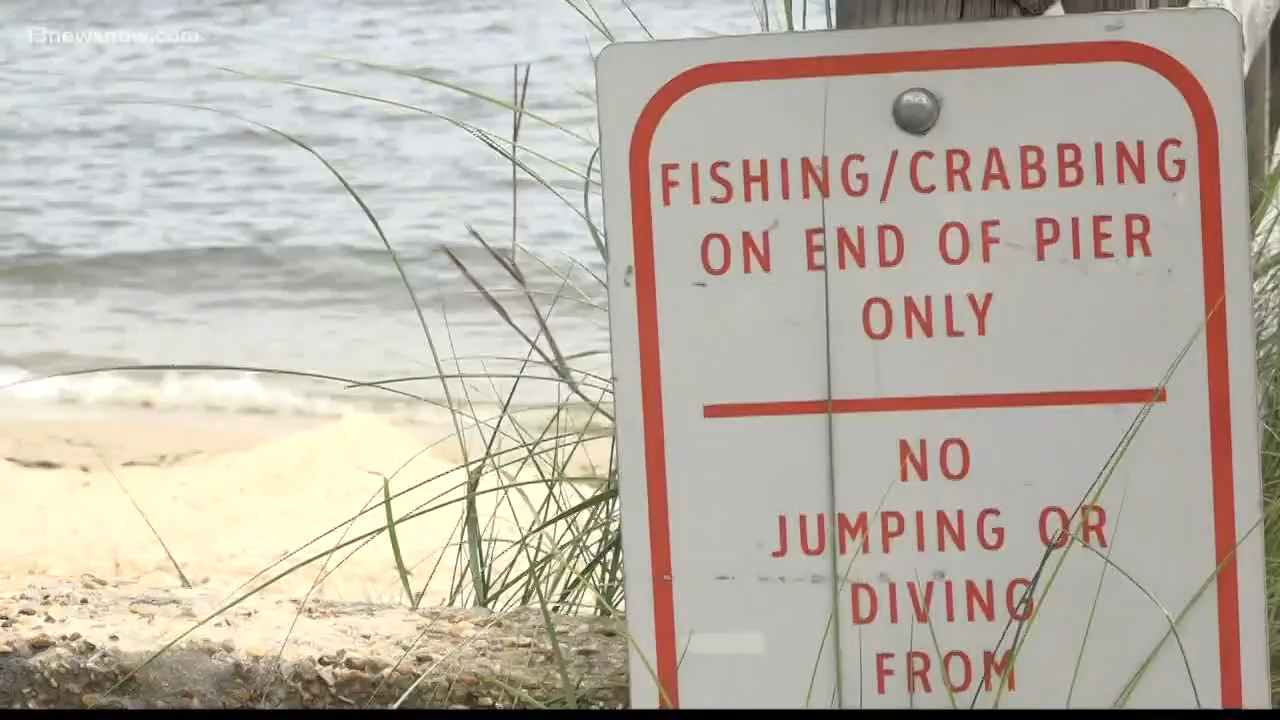 13newsnow.com
FISHING/CRABBING
ON END OF PIER
ONLY
NO
JUMPING OR
DIVING
FROM